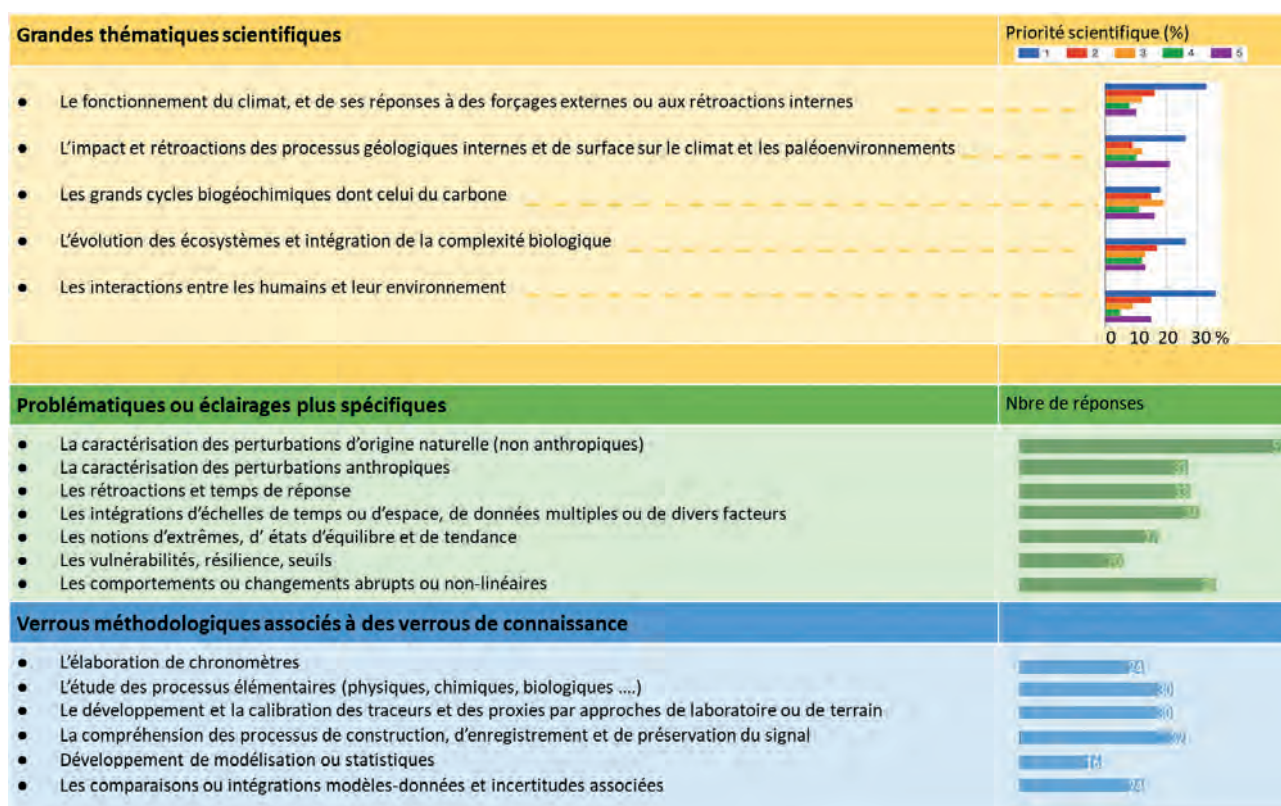 Grandes thématiques scientifiques
Priorité scientifique (%)
1 2 3 4 5
● Le fonctionnement du climat, et de ses réponses à des forçages externes ou aux rétroactions internes
● L'impact et rétroactions des processus géologiques internes et de surface sur le climat et les paléoenvironnements
● Les grands cycles biogéochimiques dont celui du carbone
● L'évolution des écosystèmes et intégration de la complexité biologique
● Les interactions entre les humains et leur environnement
0 10 20 30 %
Problématiques ou éclairages plus spécifiques
Nbre de réponses
● La caractérisation des perturbations d'origine naturelle (non anthropiques)
● La caractérisation des perturbations anthropiques
● Les rétroactions et temps de réponse
● Les intégrations d'échelles de temps ou d'espace, de données multiples ou de divers facteurs
● Les notions d'extrêmes, d' états d'équilibre et de tendance
● Les vulnérabilités, résilience, seuils
● Les comportements ou changements abrupts ou non-linéaires
Verrous méthodologiques associés à des verrous de connaissance
● L'élaboration de chronomètres
24
● L'étude des processus élementaires (physiques, chimiques, biologiques ....)
30
● Le développement et la calibration des traceurs et des proxies par approches de laboratoire ou de terrain
30
● La compréhension des processus de construction, d'enregistrement et de préservation du signal
32
● Développement de modélisation ou statistiques
16
● Les comparaisons ou intégrations modèles-données et incertitudes associées
24